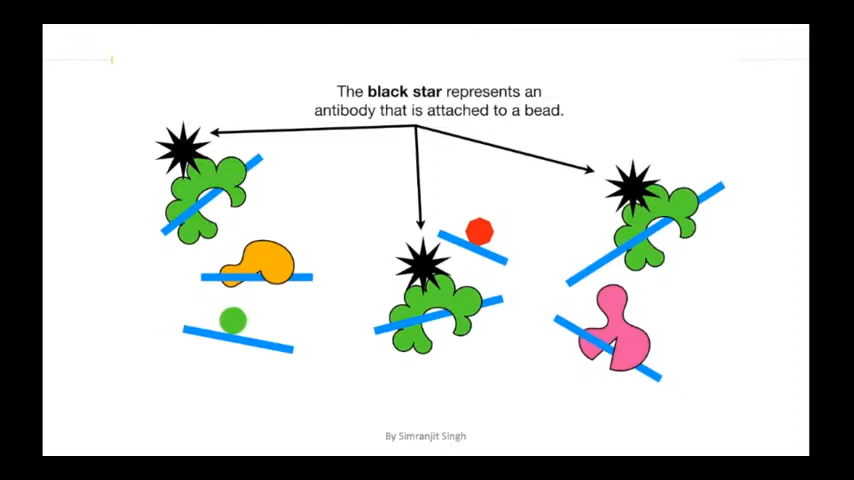 The black star represents an
antibody that is attached to a bead.
By Simranjit Singh